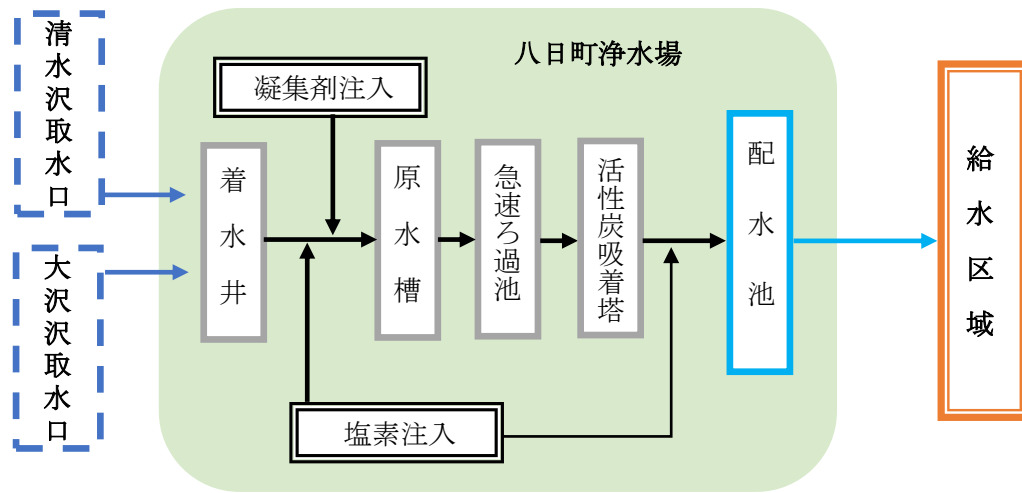 清水沢取水口
大沢沢取水口
八日町浄水場
凝集剤注入
着水井
原水槽
急速ろ過池
活性炭吸着塔
配水池
塩素注入
給水区域